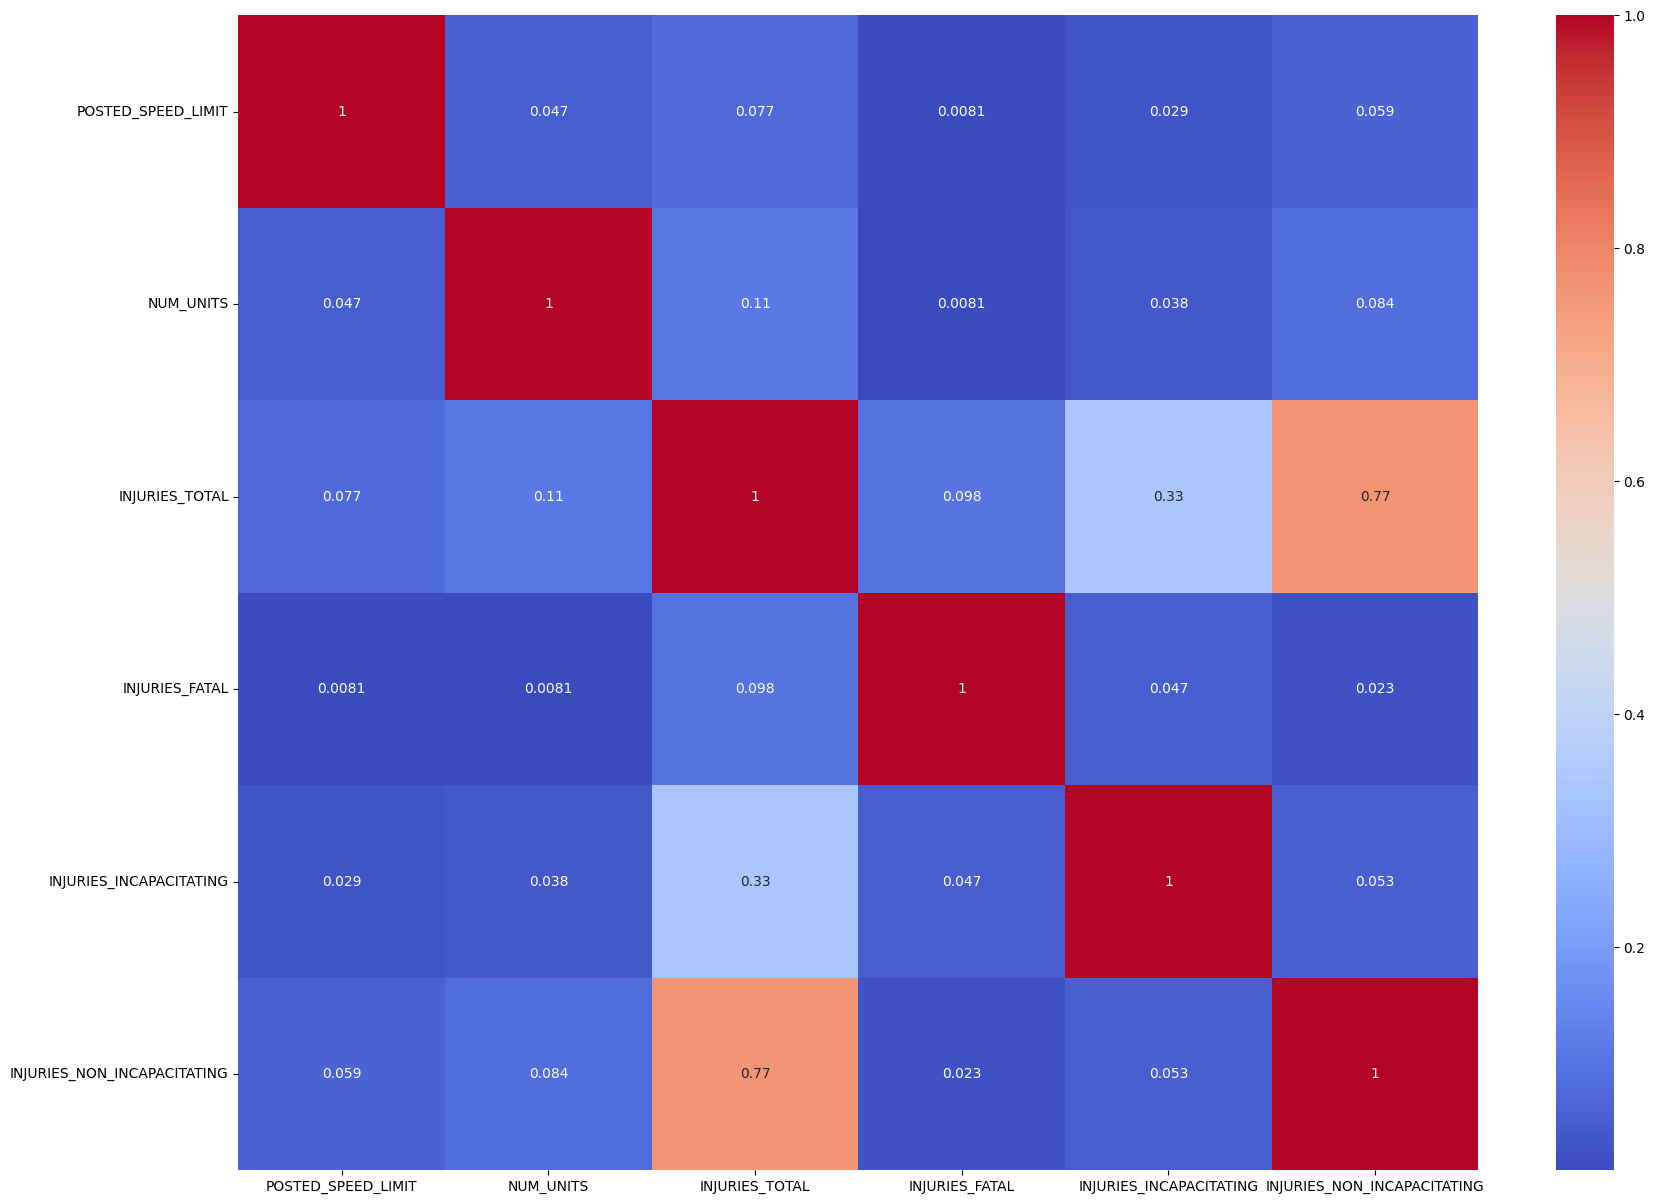 1.0
POSTED_SPEED_LIMIT 1 0.047 0.077 0.0081 0.029 0.059
0.8
NUM_UNITS 0.047 1 0.11 0.0081 0.038 0.084
INJURIES_TOTAL 0.077 0.11 1 0.098 0.33 0.77
0.6
INJURIES_FATAL 0.0081 0.0081 0.098 1 0.047 0.023
0.4
INJURIES_INCAPACITATING 0.029 0.038 0.33 0.047 1 0.053
0.2
INJURIES_NON_INCAPACITATING 0.059 0.084 0.77 0.023 0.053 1
POSTED_SPEED_LIMIT NUM_UNITS INJURIES_TOTAL INJURIES_FATAL INJURIES_INCAPACITATING INJURIES_NON_INCAPACITATING